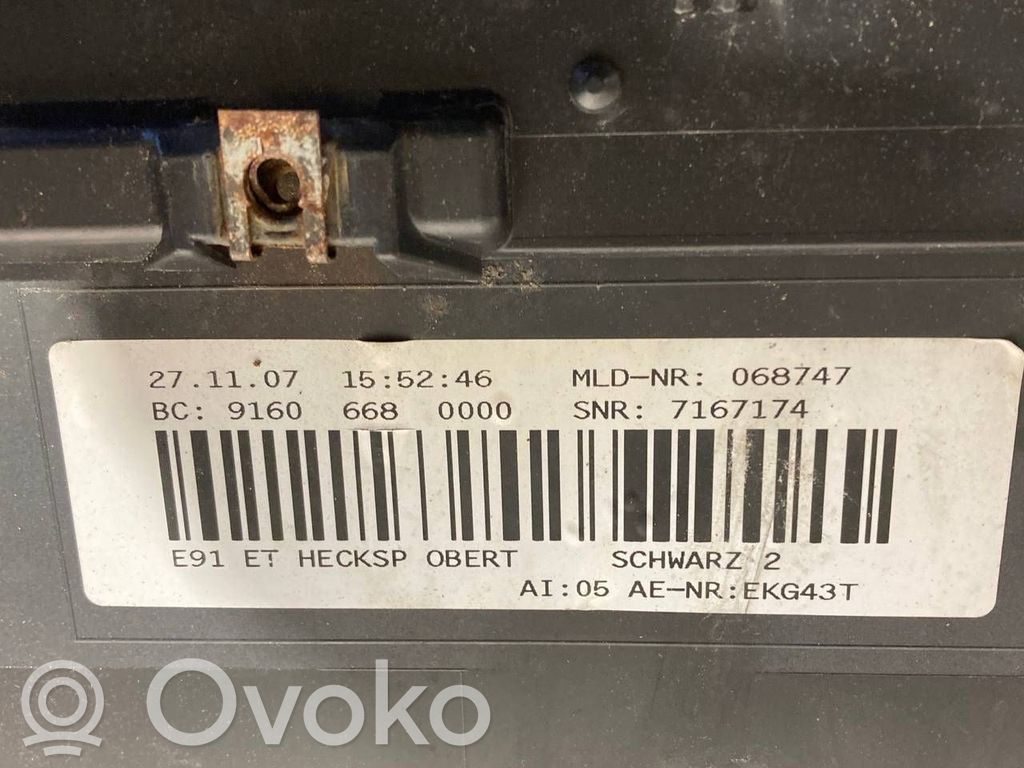 27.11.07 15:52:46 MLD-NR: 068747
BC: 9160 668 0000 SNR: 7167174
E91 ET HECKSP OBERT SCHWARZ 2
AI:05 AE-NR:EKG43T
Ovoko